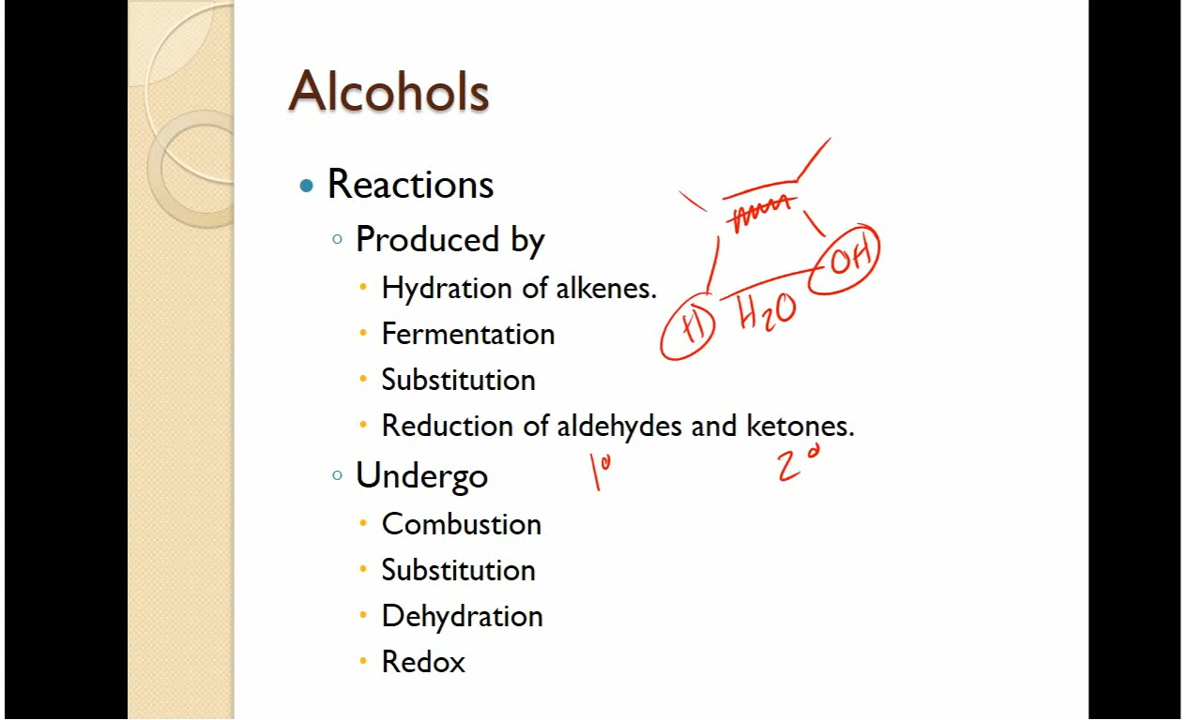 Alcohols
Reactions
Produced by
Hydration of alkenes.
Fermentation
Substitution
Reduction of aldehydes and ketones.
Undergo
Combustion
Substitution
Dehydration
Redox
OH
H H₂O
1° 2°